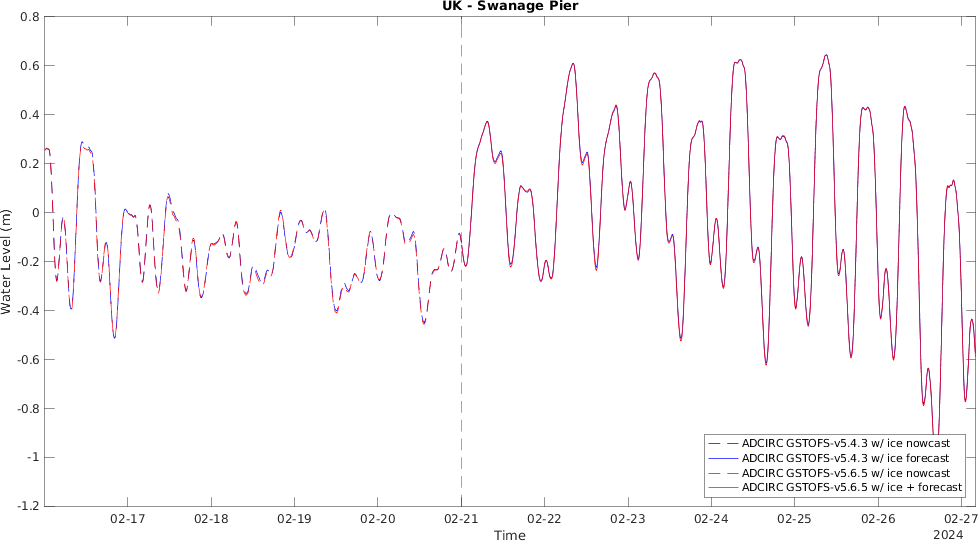 UK - Swanage Pier
0.8
0.6
0.4
0.2
0
-0.2
-0.4
-0.6
-0.8
-1
-1.2
Water Level (m)
ADCIRC GSTOFS-v5.4.3 w/ ice nowcast
ADCIRC GSTOFS-v5.4.3 w/ ice forecast
ADCIRC GSTOFS-v5.6.5 w/ ice nowcast
ADCIRC GSTOFS-v5.6.5 w/ ice + forecast
02-17 02-18 02-19 02-20 02-21 02-22 02-23 02-24 02-25 02-26 02-27
Time
2024